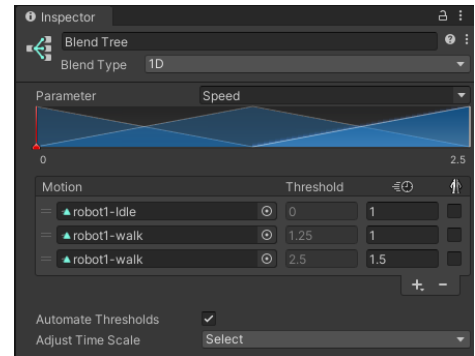 Inspector
Blend Tree
Blend Type 1D
Parameter Speed
0 2.5
Motion Threshold
robot1-Idle 0 1
robot1-walk 1.25 1
robot1-walk 2.5 1.5
+ -
Automate Thresholds
Adjust Time Scale Select